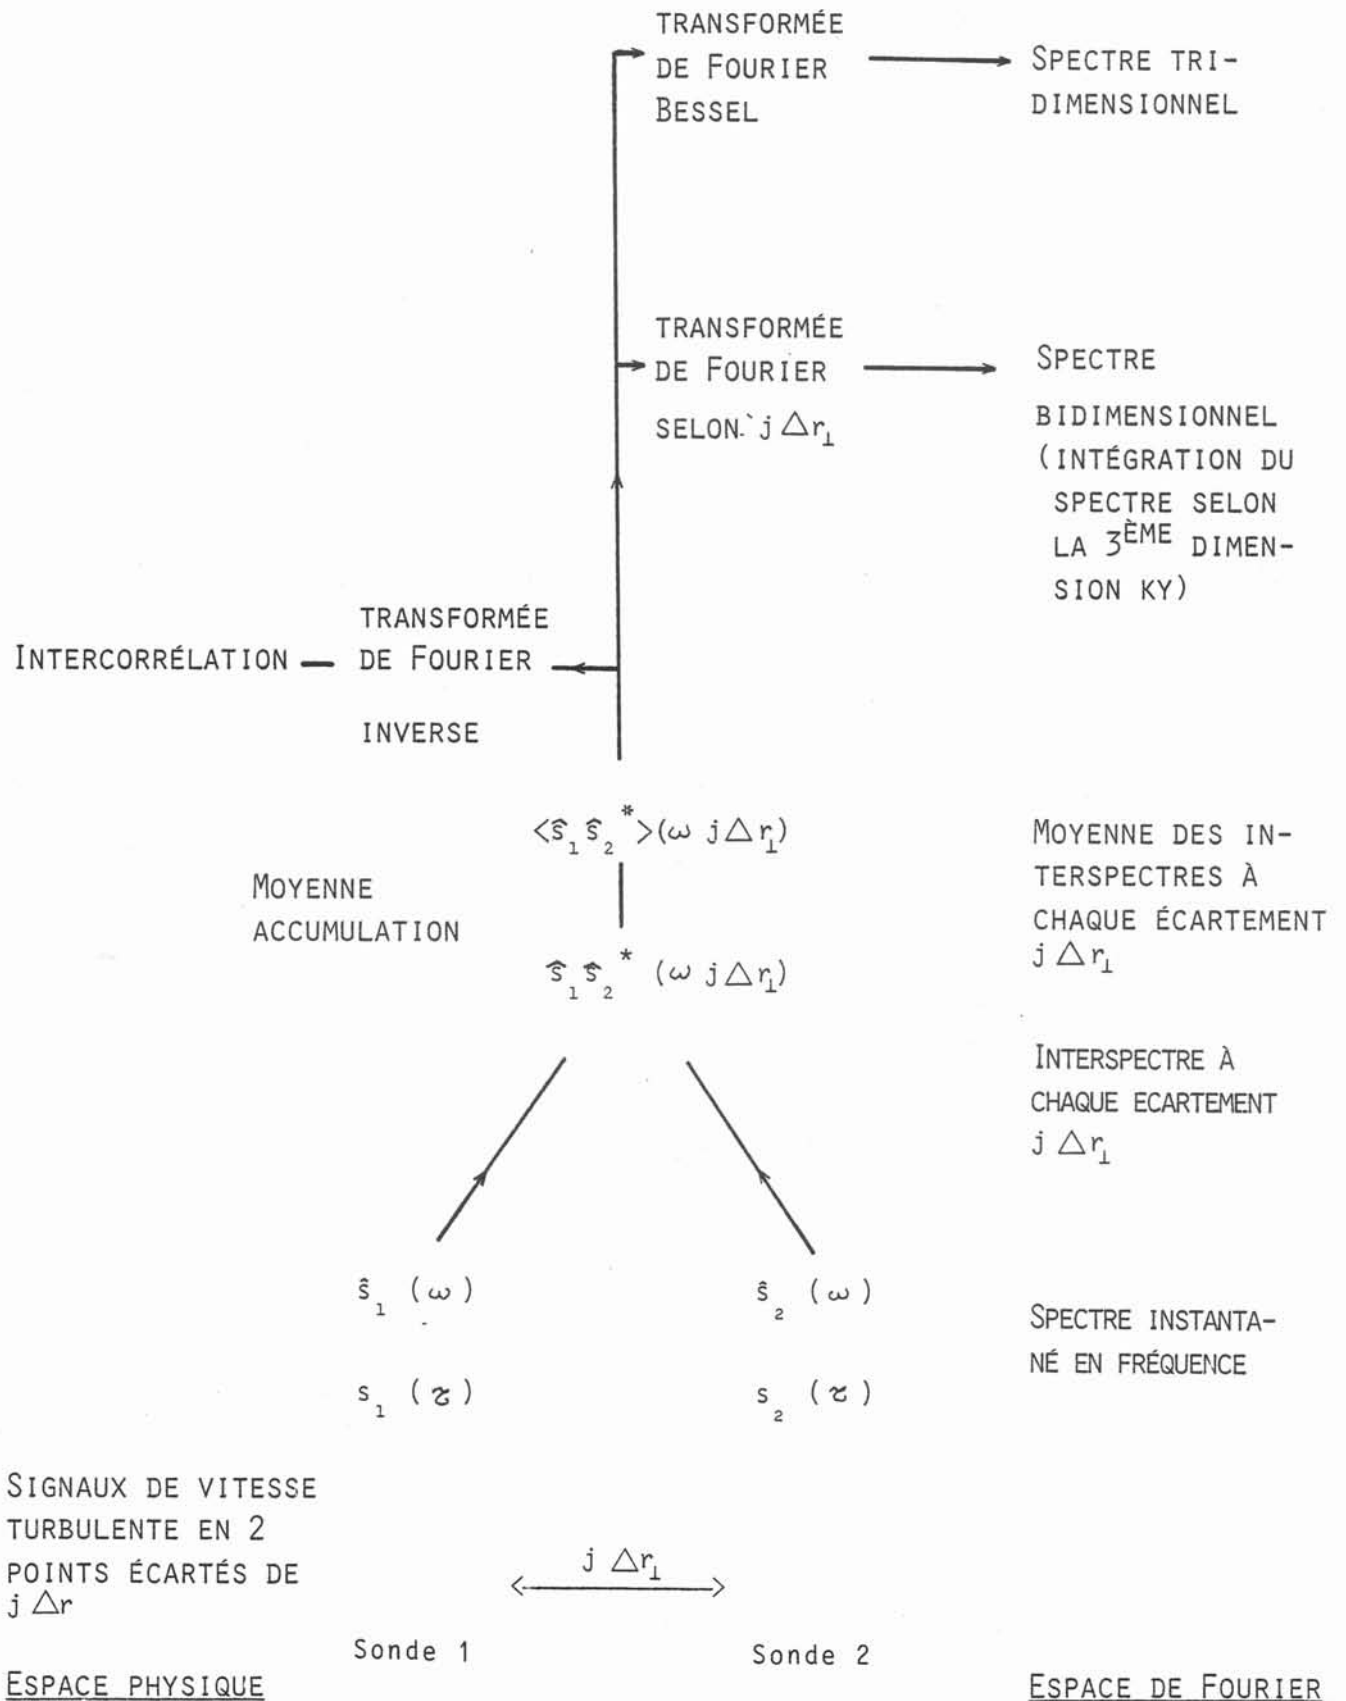 TRANSFORMÉE
DE FOURIER
BESSEL
SPECTRE TRI-
DIMENSIONNEL
TRANSFORMÉE
DE FOURIER
SELON j △r⊥
SPECTRE
BIDIMENSIONNEL
(INTÉGRATION DU
SPECTRE SELON
LA 3ÈME DIMEN-
SION KY)
TRANSFORMÉE
INTERCORRÉLATION — DE FOURIER
INVERSE
<ŝ₁ ŝ₂*>(ω j △r⊥)
MOYENNE DES IN-
TERSPECTRES À
CHAQUE ÉCARTEMENT
j △r⊥
MOYENNE
ACCUMULATION
ŝ₁ ŝ₂* (ω j △r⊥)
INTERSPECTRE À
CHAQUE ECARTEMENT
j △r⊥
ŝ₁ (ω)
ŝ₂ (ω)
SPECTRE INSTANTA-
NÉ EN FRÉQUENCE
s₁ (τ)
s₂ (τ)
SIGNAUX DE VITESSE
TURBULENTE EN 2
POINTS ÉCARTÉS DE
j △r
j △r⊥
Sonde 1
Sonde 2
ESPACE PHYSIQUE
ESPACE DE FOURIER